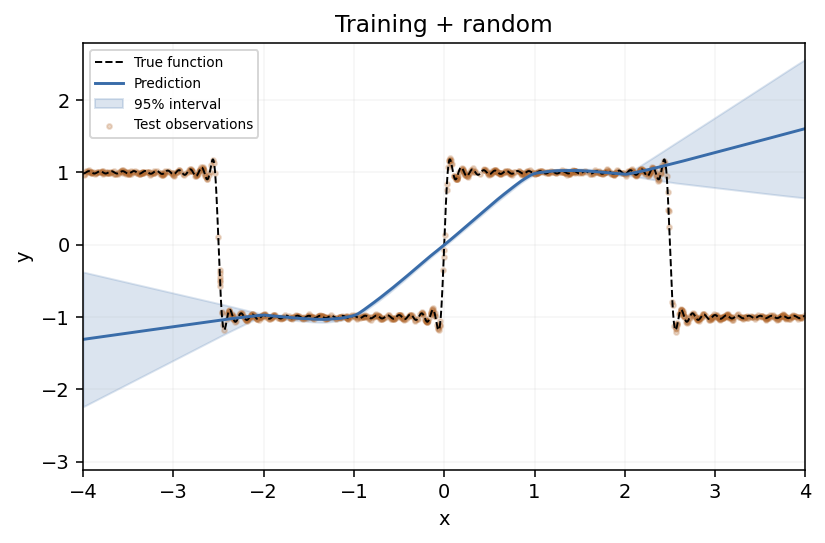 Training + random
True function
Prediction
95% interval
Test observations
2
1
0
−1
−2
−3
y
−4
−3
−2
−1
0
1
2
3
4
x